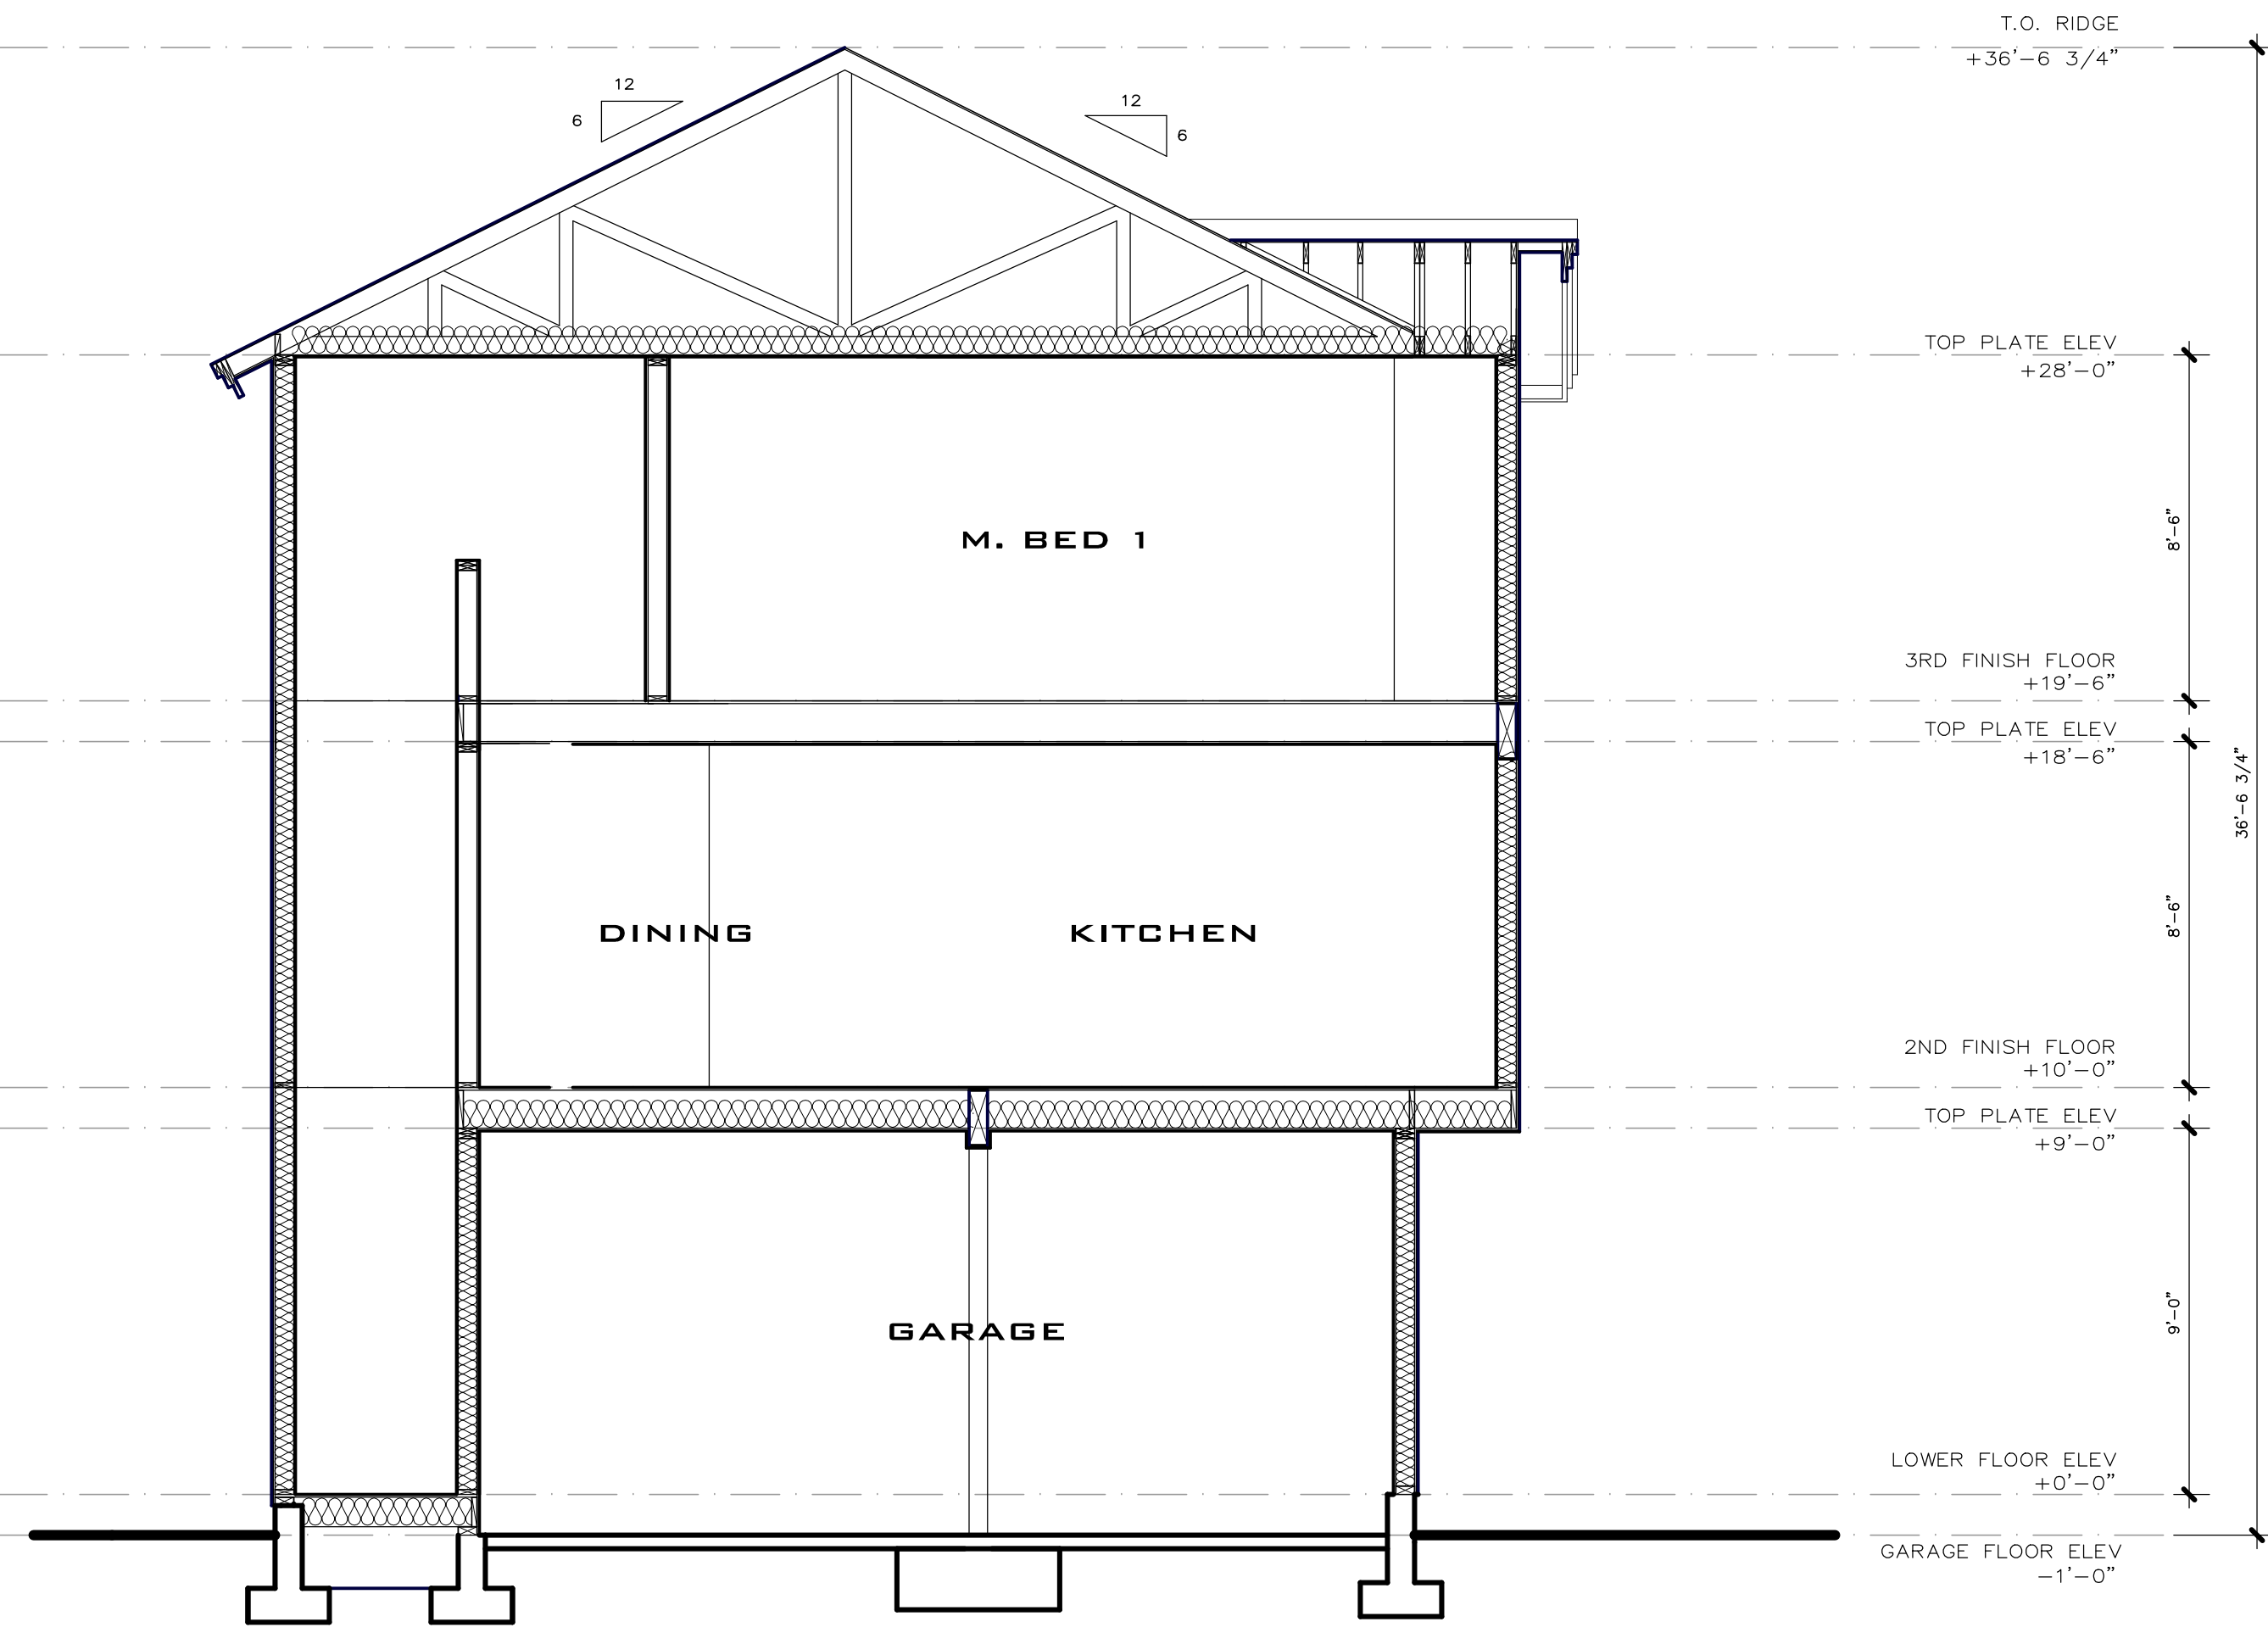 T.O. RIDGE
+36'-6 3/4"
12
6
12
6
TOP PLATE ELEV
+28'-0"
8'-6"
M. BED 1
3RD FINISH FLOOR
+19'-6"
TOP PLATE ELEV
+18'-6"
36'-6 3/4"
8'-6"
DINING
KITCHEN
2ND FINISH FLOOR
+10'-0"
TOP PLATE ELEV
+9'-0"
9'-0"
GARAGE
LOWER FLOOR ELEV
+0'-0"
GARAGE FLOOR ELEV
-1'-0"